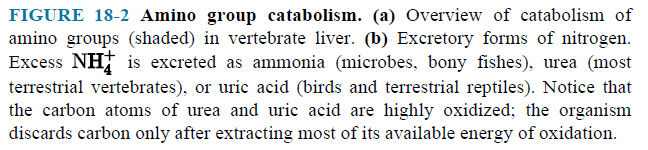 FIGURE 18-2 Amino group catabolism. (a) Overview of catabolism of
amino groups (shaded) in vertebrate liver. (b) Excretory forms of nitrogen.
Excess NH₄⁺ is excreted as ammonia (microbes, bony fishes), urea (most
terrestrial vertebrates), or uric acid (birds and terrestrial reptiles). Notice that
the carbon atoms of urea and uric acid are highly oxidized; the organism
discards carbon only after extracting most of its available energy of oxidation.